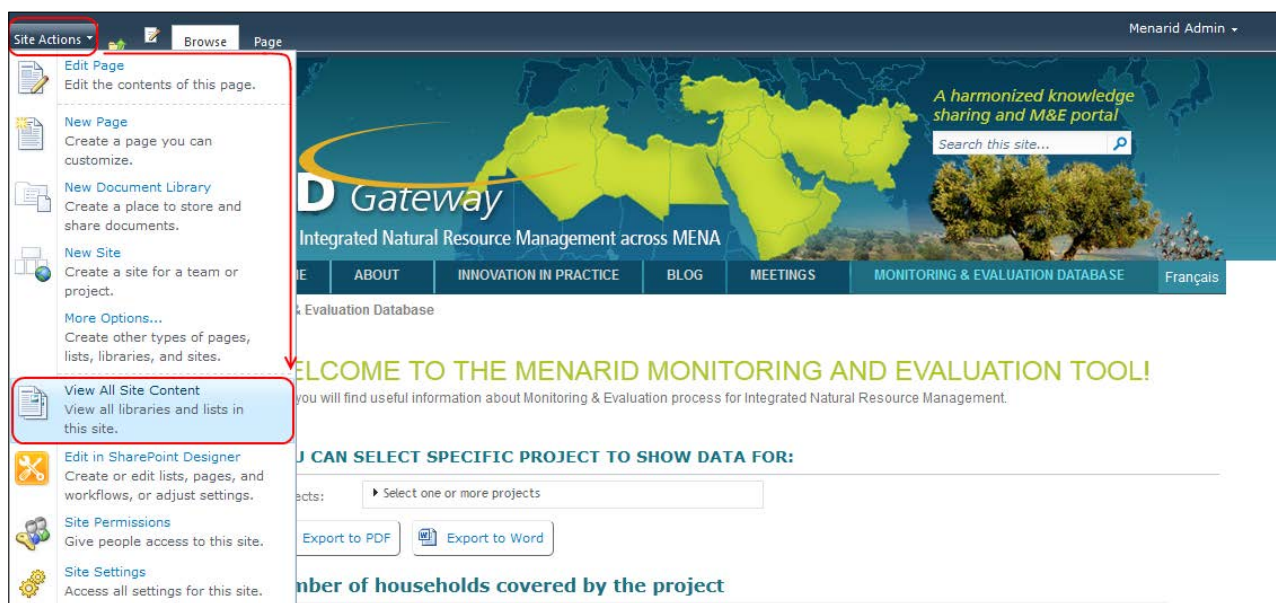 Site Actions
Browse
Page
Menarid Admin
Edit Page
Edit the contents of this page.
New Page
Create a page you can
customize.
New Document Library
Create a place to store and
share documents.
New Site
Create a site for a team or
project.
More Options...
Create other types of pages,
lists, libraries, and sites.
View All Site Content
View all libraries and lists in
this site.
Edit in SharePoint Designer
Create or edit lists, pages, and
workflows, or adjust settings.
Site Permissions
Give people access to this site.
Site Settings
Access all settings for this site.
A harmonized knowledge
sharing and M&E portal
Search this site...
D Gateway
Integrated Natural Resource Management across MENA
ABOUT
INNOVATION IN PRACTICE
BLOG
MEETINGS
MONITORING & EVALUATION DATABASE
Français
& Evaluation Database
ELCOME TO THE MENARID MONITORING AND EVALUATION TOOL!
you will find useful information about Monitoring & Evaluation process for Integrated Natural Resource Management.
U CAN SELECT SPECIFIC PROJECT TO SHOW DATA FOR:
ects:
Select one or more projects
Export to PDF
Export to Word
mber of households covered by the project